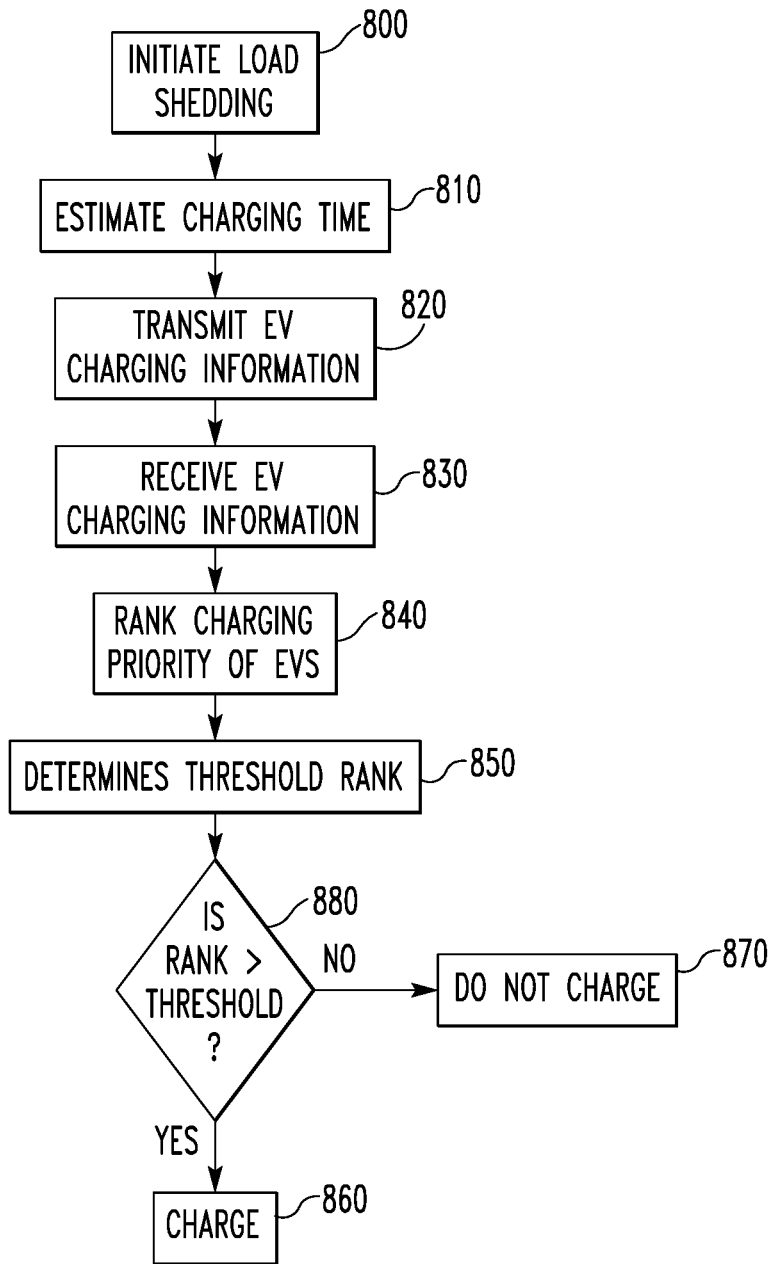 800
INITIATE LOAD
SHEDDING
810
ESTIMATE CHARGING TIME
820
TRANSMIT EV
CHARGING INFORMATION
830
RECEIVE EV
CHARGING INFORMATION
840
RANK CHARGING
PRIORITY OF EVS
850
DETERMINES THRESHOLD RANK
880
IS
RANK >
THRESHOLD
?
NO
870
DO NOT CHARGE
YES
860
CHARGE